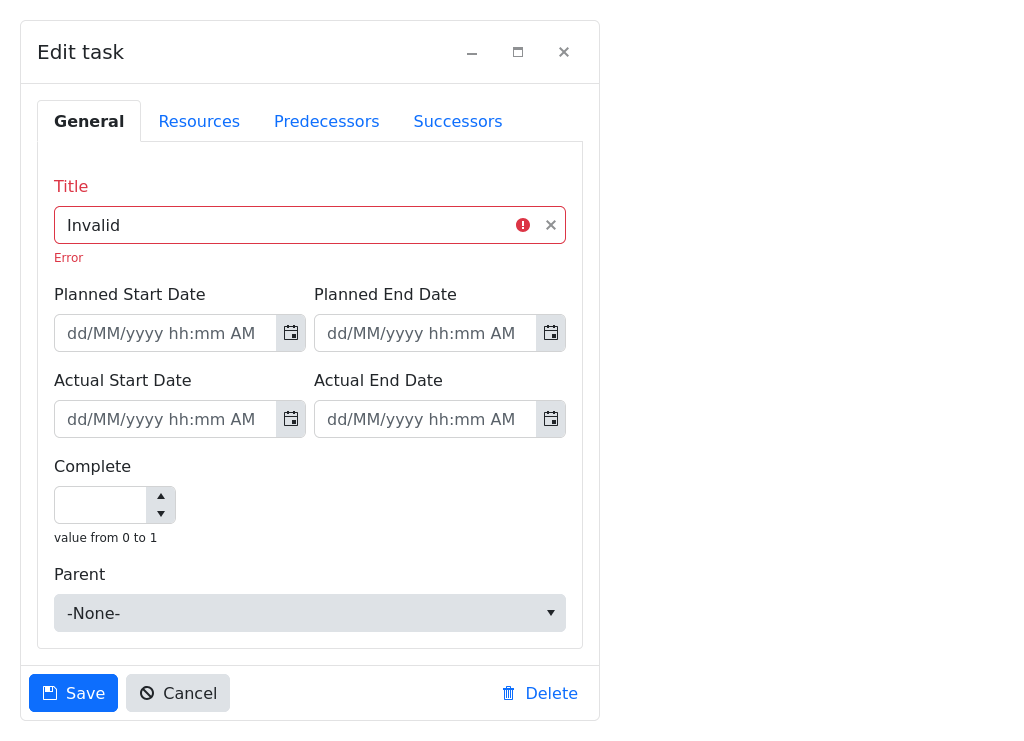 Edit task
General Resources Predecessors Successors
Title
Invalid
Error
Planned Start Date Planned End Date
dd/MM/yyyy hh:mm AM dd/MM/yyyy hh:mm AM
Actual Start Date Actual End Date
dd/MM/yyyy hh:mm AM dd/MM/yyyy hh:mm AM
Complete
value from 0 to 1
Parent
-None-
Save Cancel Delete